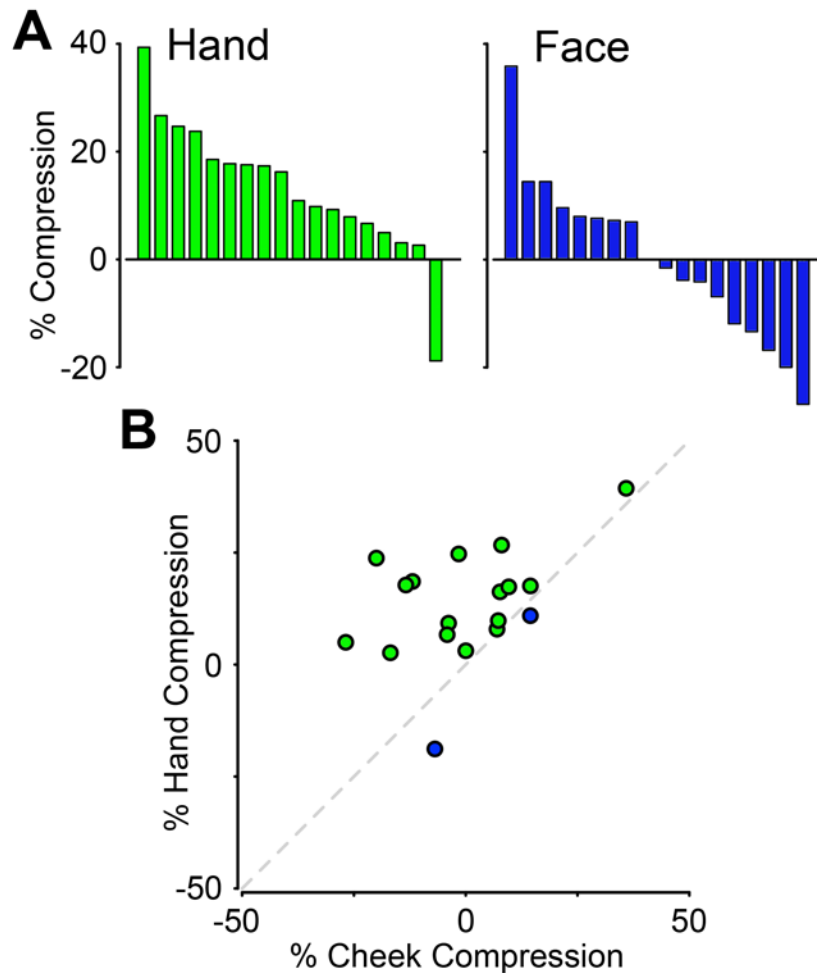 A
Hand
Face
40
20
0
-20
% Compression
B
50
0
-50
% Hand Compression
-50
0
50
% Cheek Compression